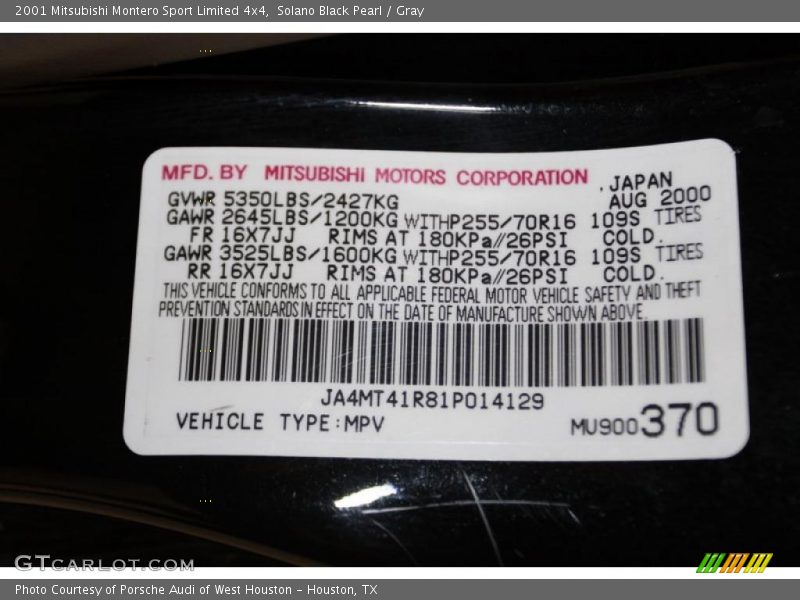 2001 Mitsubishi Montero Sport Limited 4x4,  Solano Black Pearl / Gray
MFD. BY MITSUBISHI MOTORS CORPORATION , JAPAN
GVWR 5350LBS/2427KG AUG 2000
GAWR 2645LBS/1200KG WITHP255/70R16 109S TIRES
FR 16X7JJ RIMS AT 180KPa//26PSI COLD.
GAWR 3525LBS/1600KG WITHP255/70R16 109S TIRES
RR 16X7JJ RIMS AT 180KPa//26PSI COLD.
THIS VEHICLE CONFORMS TO ALL APPLICABLE FEDERAL MOTOR VEHICLE SAFETY AND THEFT
PREVENTION STANDARDS IN EFFECT ON THE DATE OF MANUFACTURE SHOWN ABOVE.
JA4MT41R81P014129
VEHICLE TYPE:MPV MU900370
GTCARLOT.COM
Photo Courtesy of Porsche Audi of West Houston - Houston, TX